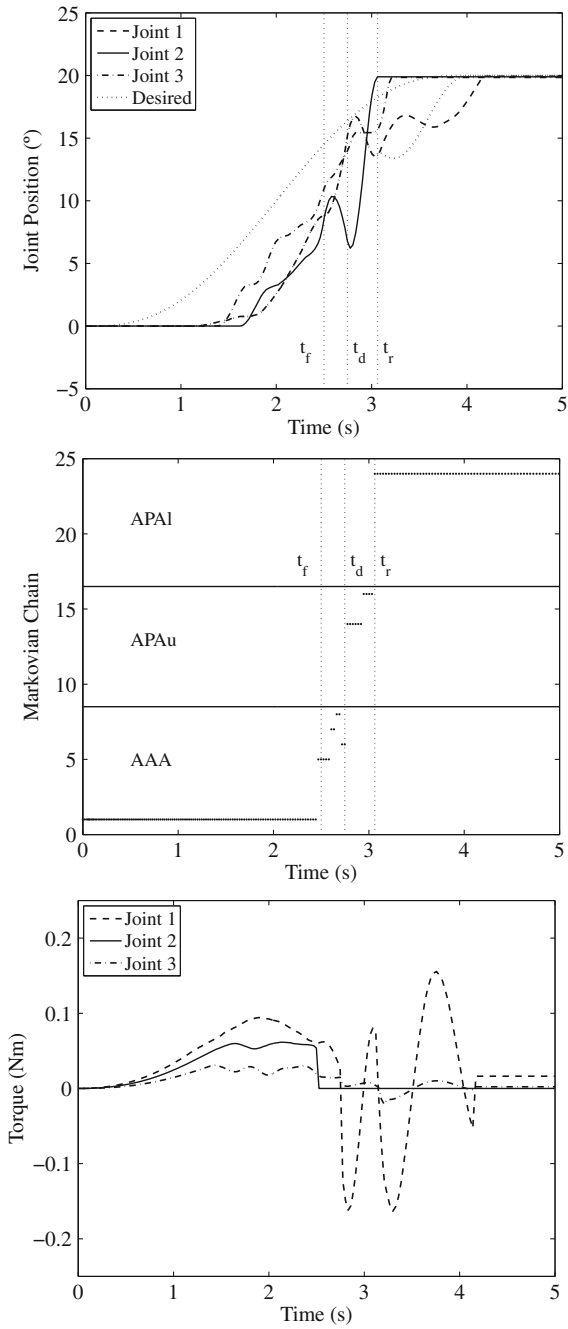 25
Joint 1
Joint 2
Joint 3
Desired
20
15
10
5
0
−5
Joint Position (°)
t_f
t_d
t_r
0
1
2
3
4
5
Time (s)
25
20
15
10
5
0
Markovian Chain
APAl
APAu
AAA
t_f
t_d
t_r
0
1
2
3
4
5
Time (s)
Joint 1
Joint 2
Joint 3
0.2
0.1
0
−0.1
−0.2
Torque (Nm)
0
1
2
3
4
5
Time (s)